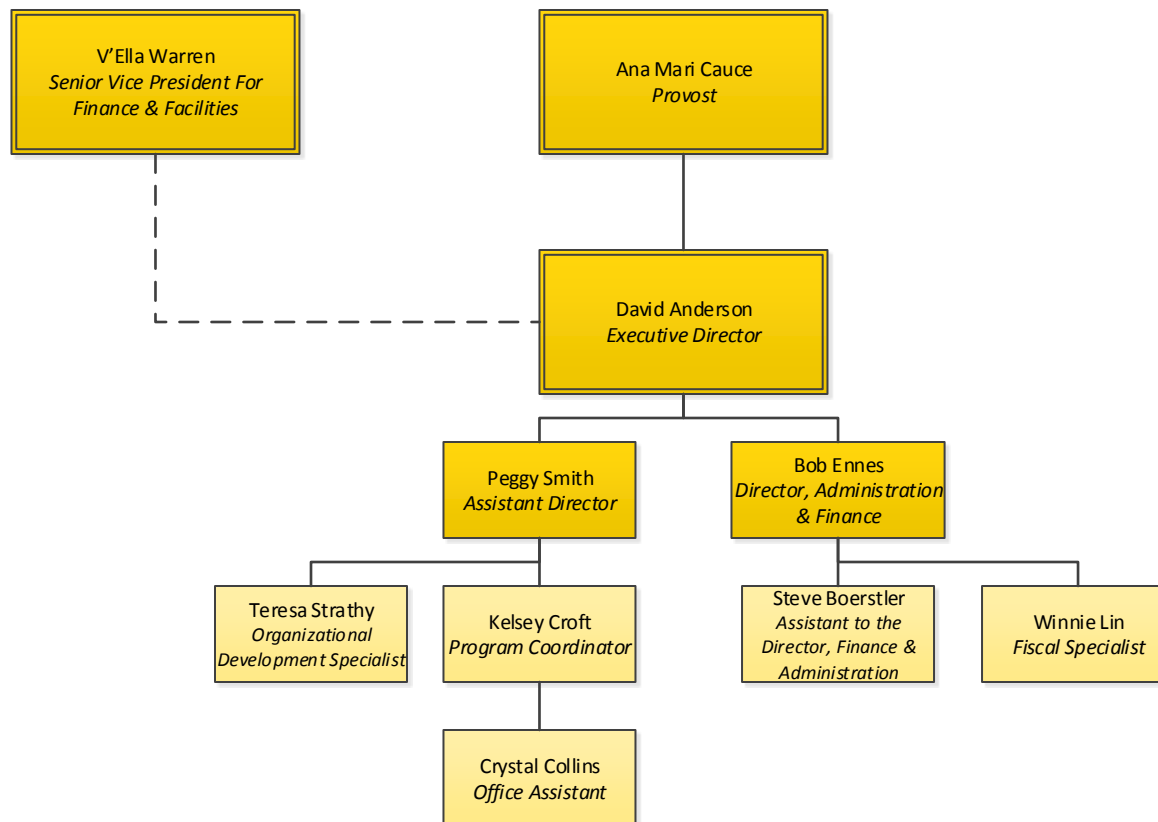 V’Ella Warren
Senior Vice President For
Finance & Facilities
Ana Mari Cauce
Provost
David Anderson
Executive Director
Peggy Smith
Assistant Director
Bob Ennes
Director, Administration
& Finance
Teresa Strathy
Organizational
Development Specialist
Kelsey Croft
Program Coordinator
Steve Boerstler
Assistant to the
Director, Finance &
Administration
Winnie Lin
Fiscal Specialist
Crystal Collins
Office Assistant